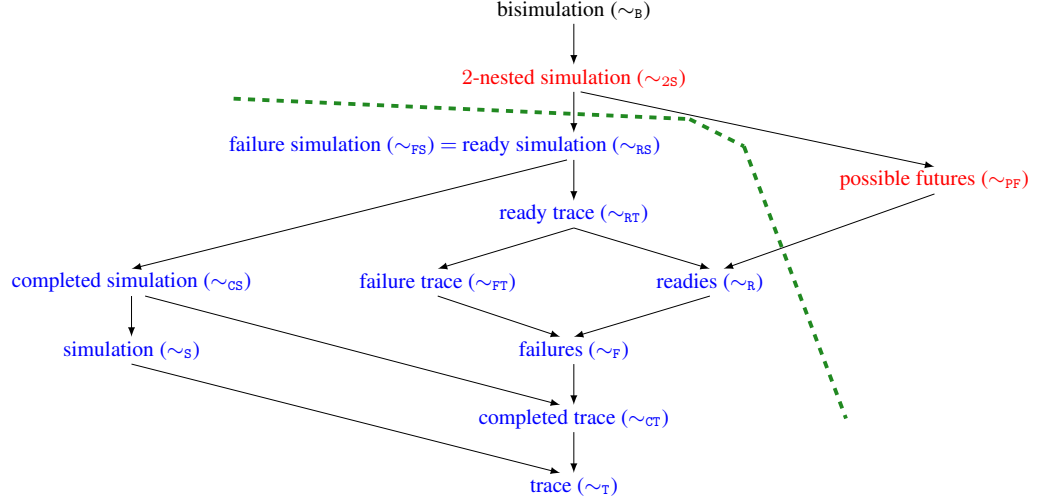 bisimulation (∼B)
2-nested simulation (∼2S)
failure simulation (∼FS) = ready simulation (∼RS)
possible futures (∼PF)
ready trace (∼RT)
completed simulation (∼CS)
failure trace (∼FT)
readies (∼R)
simulation (∼S)
failures (∼F)
completed trace (∼CT)
trace (∼T)